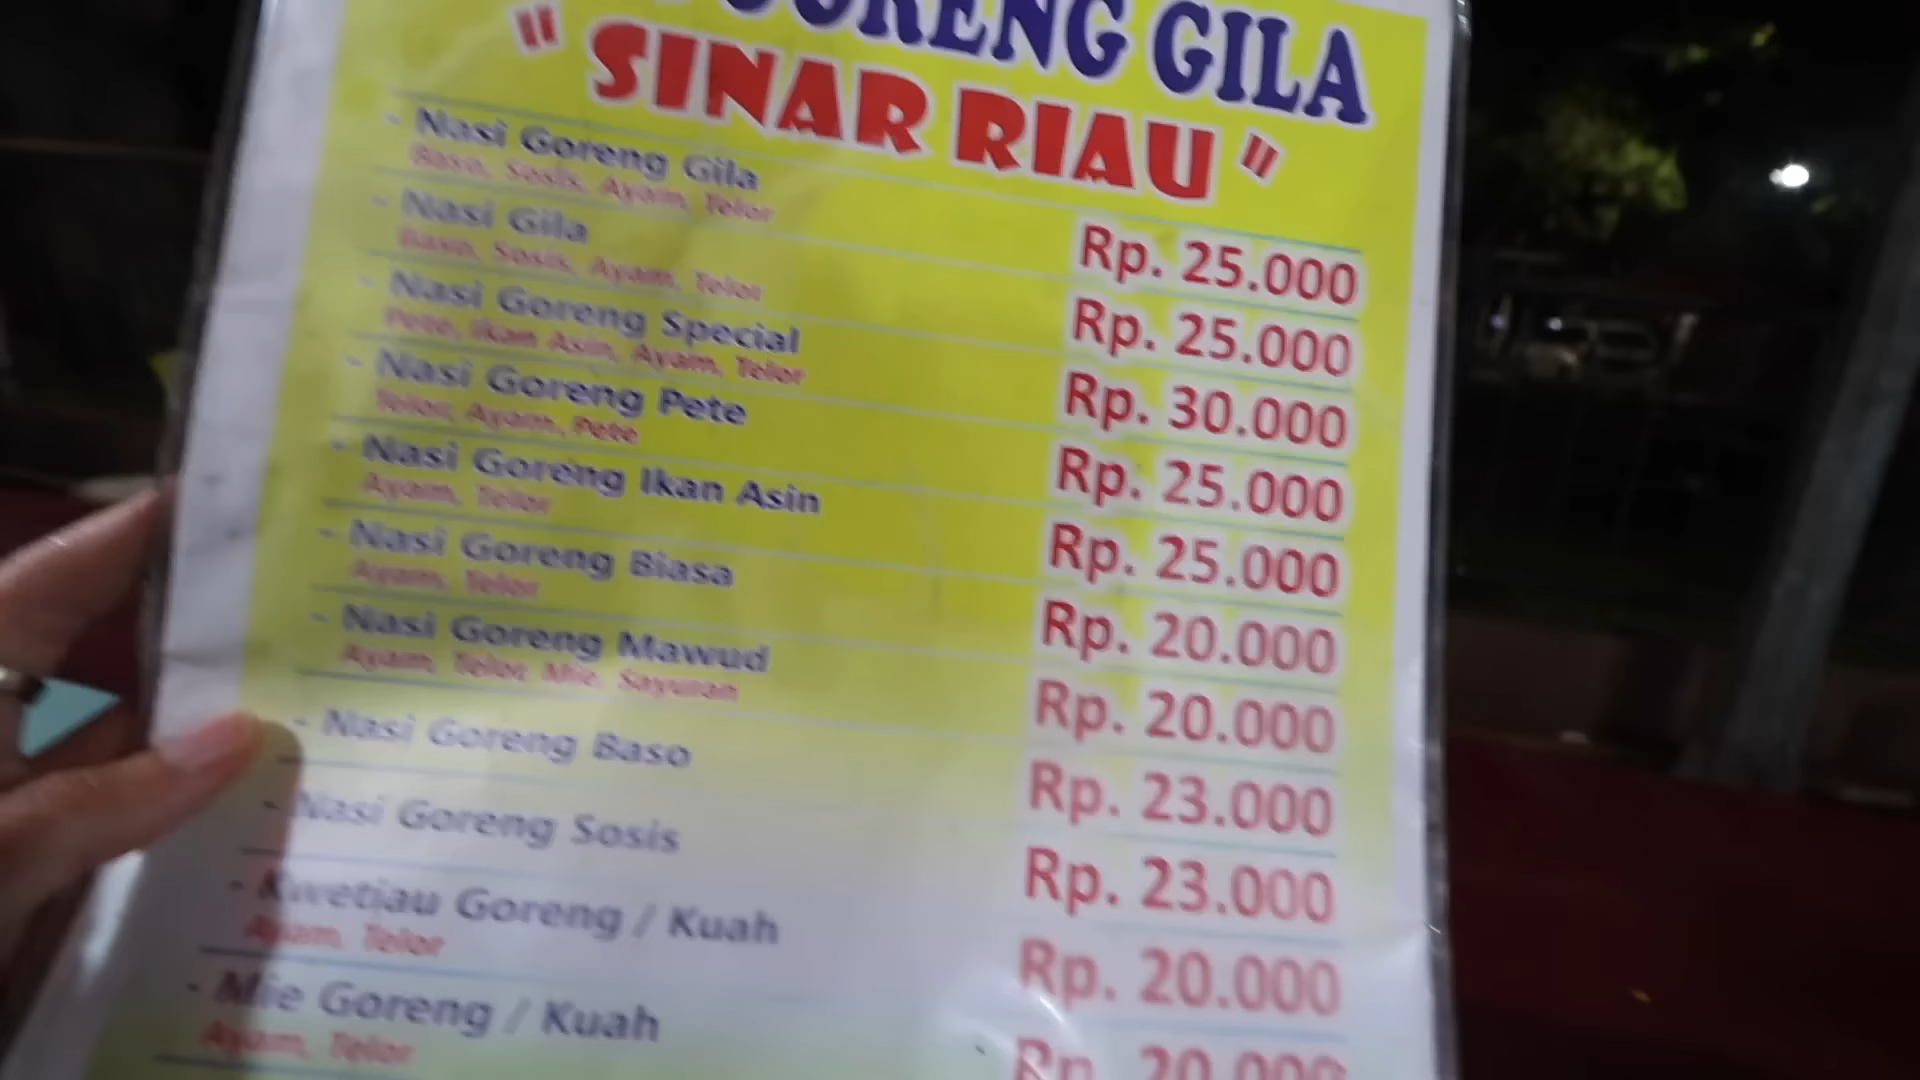 GORENG GILA
" SINAR RIAU "
- Nasi Goreng Gila
Baso, Sosis, Ayam, Telor
Rp. 25.000
- Nasi Gila
Baso, Sosis, Ayam, Telor
Rp. 25.000
- Nasi Goreng Special
Pete, Ikan Asin, Ayam, Telor
Rp. 30.000
- Nasi Goreng Pete
Telor, Ayam, Pete
Rp. 25.000
- Nasi Goreng Ikan Asin
Ayam, Telor
Rp. 25.000
- Nasi Goreng Biasa
Ayam, Telor
Rp. 20.000
- Nasi Goreng Mawud
Ayam, Telor, Mie, Sayuran
Rp. 20.000
- Nasi Goreng Baso
Rp. 23.000
- Nasi Goreng Sosis
Rp. 23.000
- Kwetiau Goreng / Kuah
Ayam, Telor
Rp. 20.000
- Mie Goreng / Kuah
Ayam, Telor
Rp. 20.000